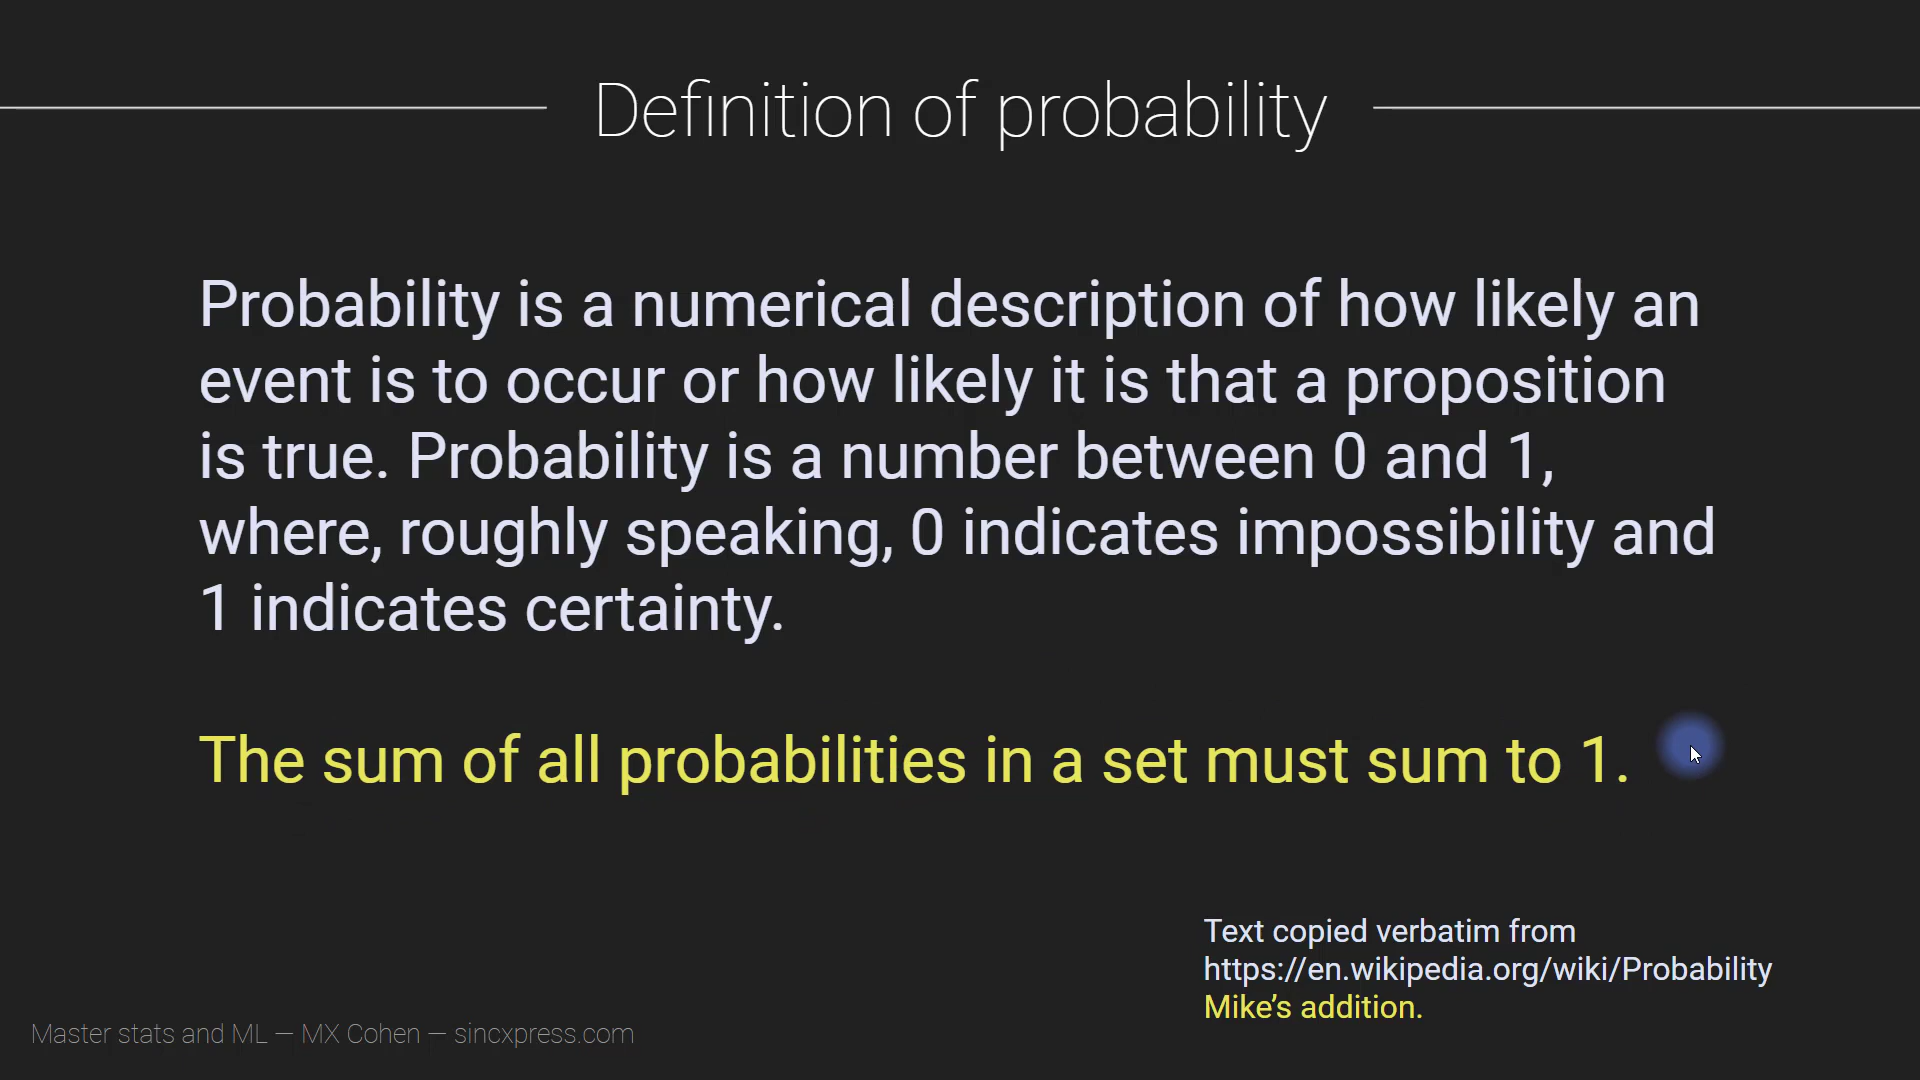 Definition of probability
Probability is a numerical description of how likely an
event is to occur or how likely it is that a proposition
is true. Probability is a number between 0 and 1,
where, roughly speaking, 0 indicates impossibility and
1 indicates certainty.
The sum of all probabilities in a set must sum to 1.
Text copied verbatim from
https://en.wikipedia.org/wiki/Probability
Mike’s addition.
Master stats and ML — MX Cohen — sincxpress.com